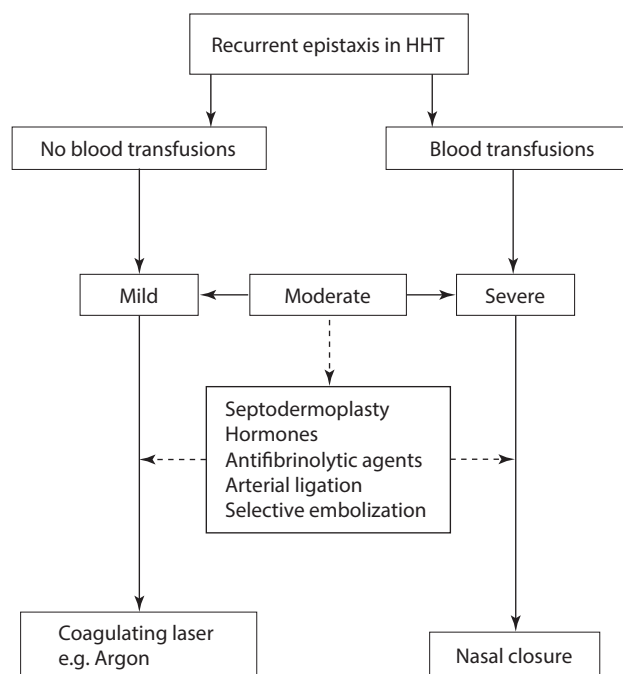 Recurrent epistaxis in HHT
No blood transfusions
Blood transfusions
Mild
Moderate
Severe
Septodermoplasty
Hormones
Antifibrinolytic agents
Arterial ligation
Selective embolization
Coagulating laser
e.g. Argon
Nasal closure